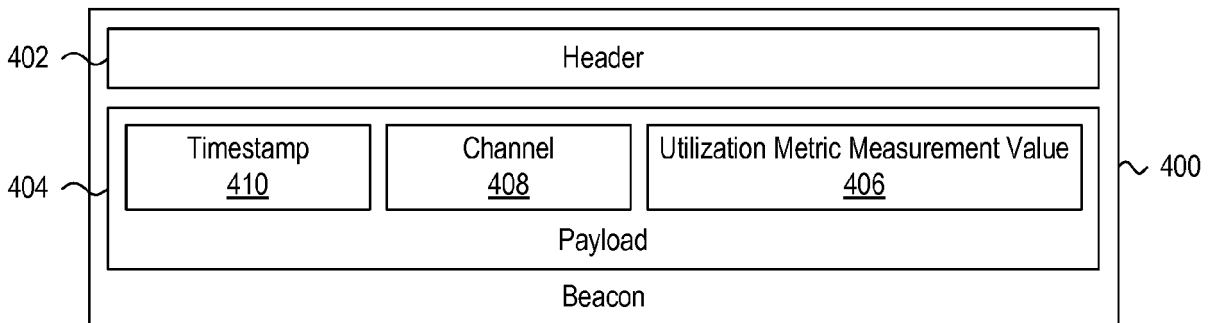 402
Header
404
Timestamp
410
Channel
408
Utilization Metric Measurement Value
406
400
Payload
Beacon